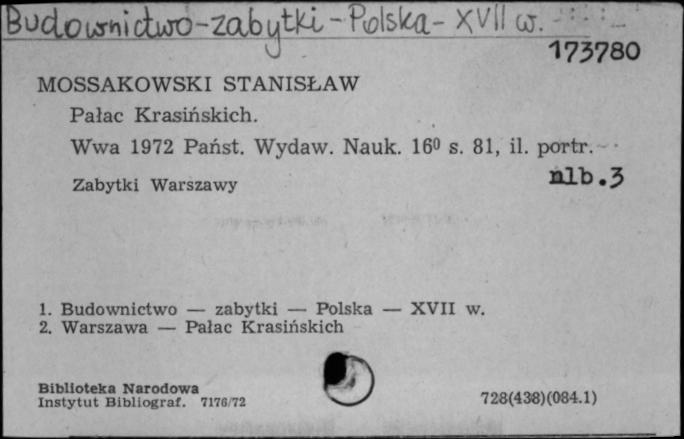 Budownictwo-zabytki-Polska-XVII w.
173780
MOSSAKOWSKI STANISŁAW
Pałac Krasińskich.
Wwa 1972 Państ. Wydaw. Nauk. 16⁰ s. 81, il. portr.
nlb.3
Zabytki Warszawy
1. Budownictwo — zabytki — Polska — XVII w.
2. Warszawa — Pałac Krasińskich
Biblioteka Narodowa
Instytut Bibliograf. 7176/72
728(438)(084.1)